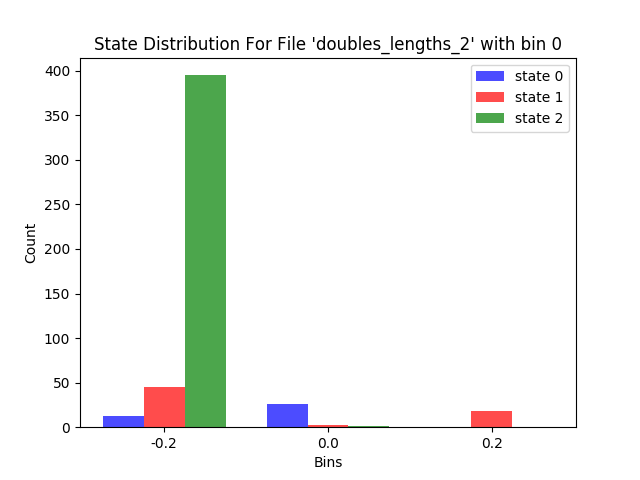 State Distribution For File 'doubles_lengths_2' with bin 0
state 0
state 1
state 2
400
350
300
250
200
150
100
50
0
Count
-0.2
0.0
0.2
Bins